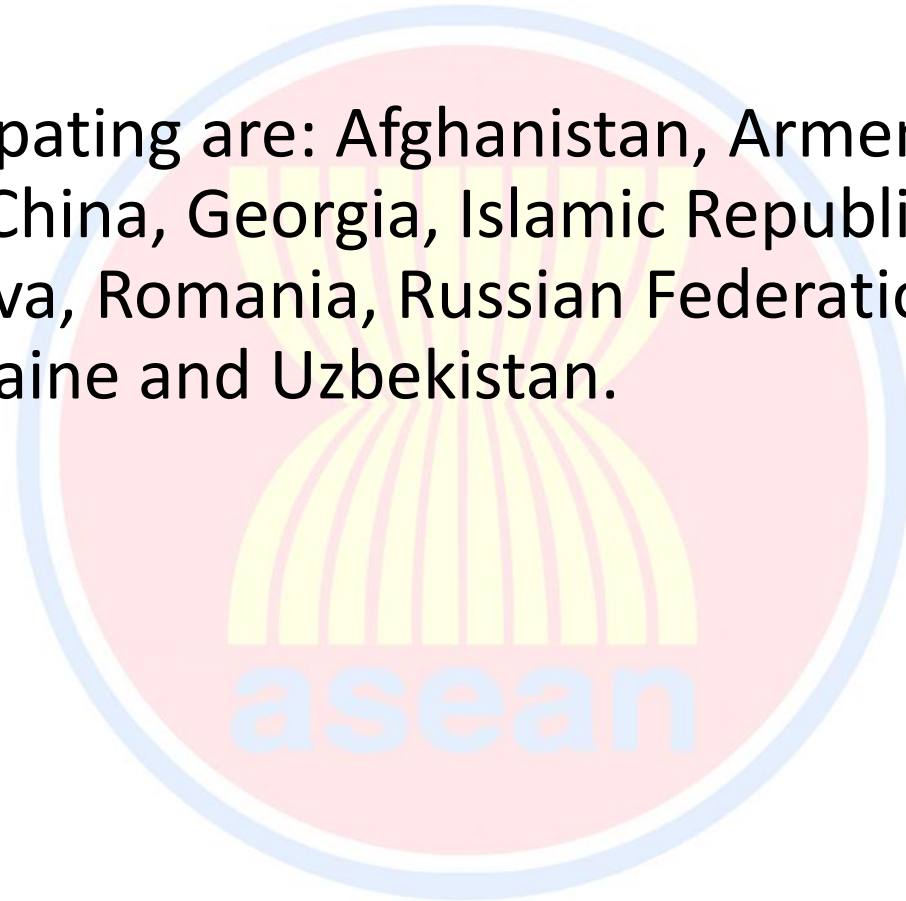 pating are: Afghanistan, Armen
China, Georgia, Islamic Republi
va, Romania, Russian Federatio
aine and Uzbekistan.
asean